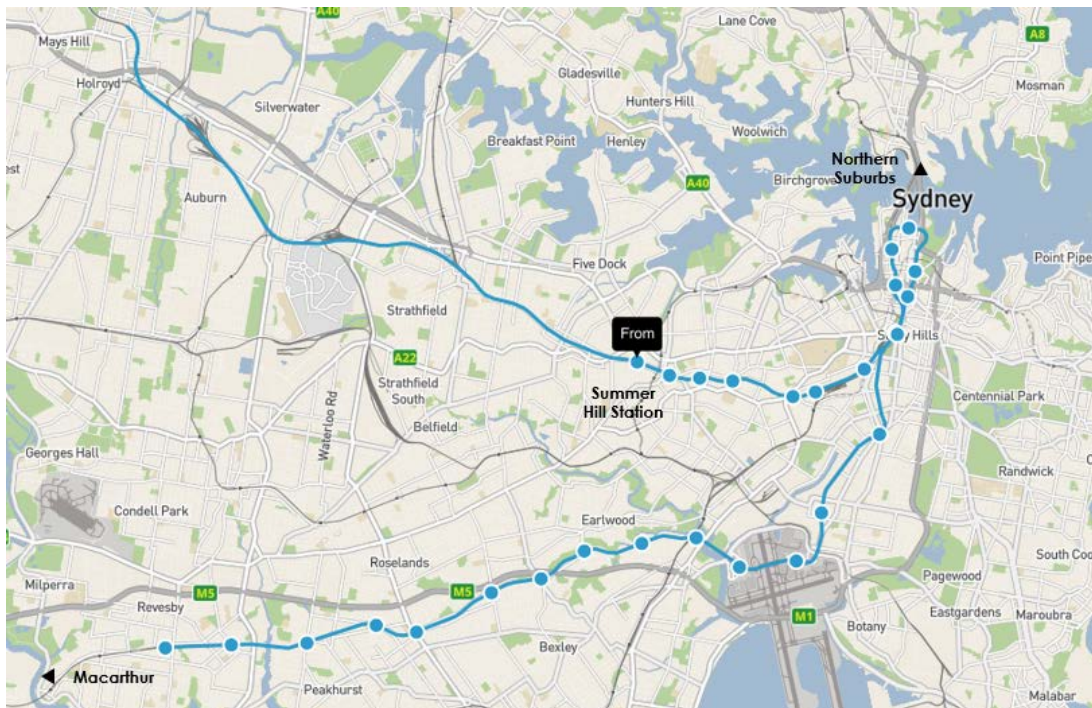 A40
Lane Cove
A8
Mays Hill
Gladesville
Holroyd
Silverwater
Hunters Hill
Mosman
Breakfast Point
Henley
Woolwich
est
Northern
Suburbs
Birchgrove
A40
Auburn
Sydney
Five Dock
Point Pipe
Strathfield
From
Hills
A22
Strathfield
South
Summer
Hill Station
Centennial Park
Waterloo Rd
Belfield
Georges Hall
Randwick
Condell Park
Earlwood
South Coo
Roselands
Milperra
M5
M5
Pagewood
Revesby
M1
Eastgardens
Maroubra
Botany
Bexley
Macarthur
Peakhurst
Malabar